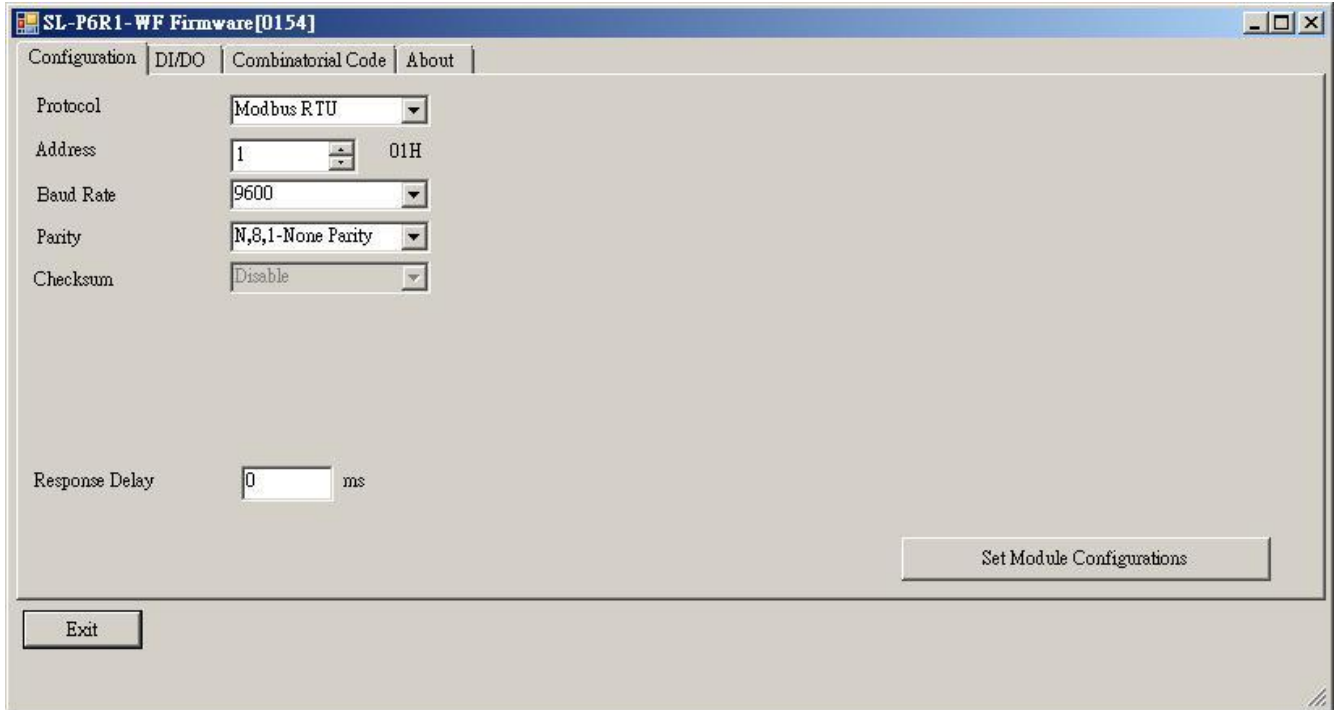 SL-P6R1-WF Firmware[0154]
Configuration DI/DO Combinatorial Code About
Protocol Modbus RTU
Address 1 01H
Baud Rate 9600
Parity N,8,1-None Parity
Checksum Disable
Response Delay 0 ms
Set Module Configurations
Exit